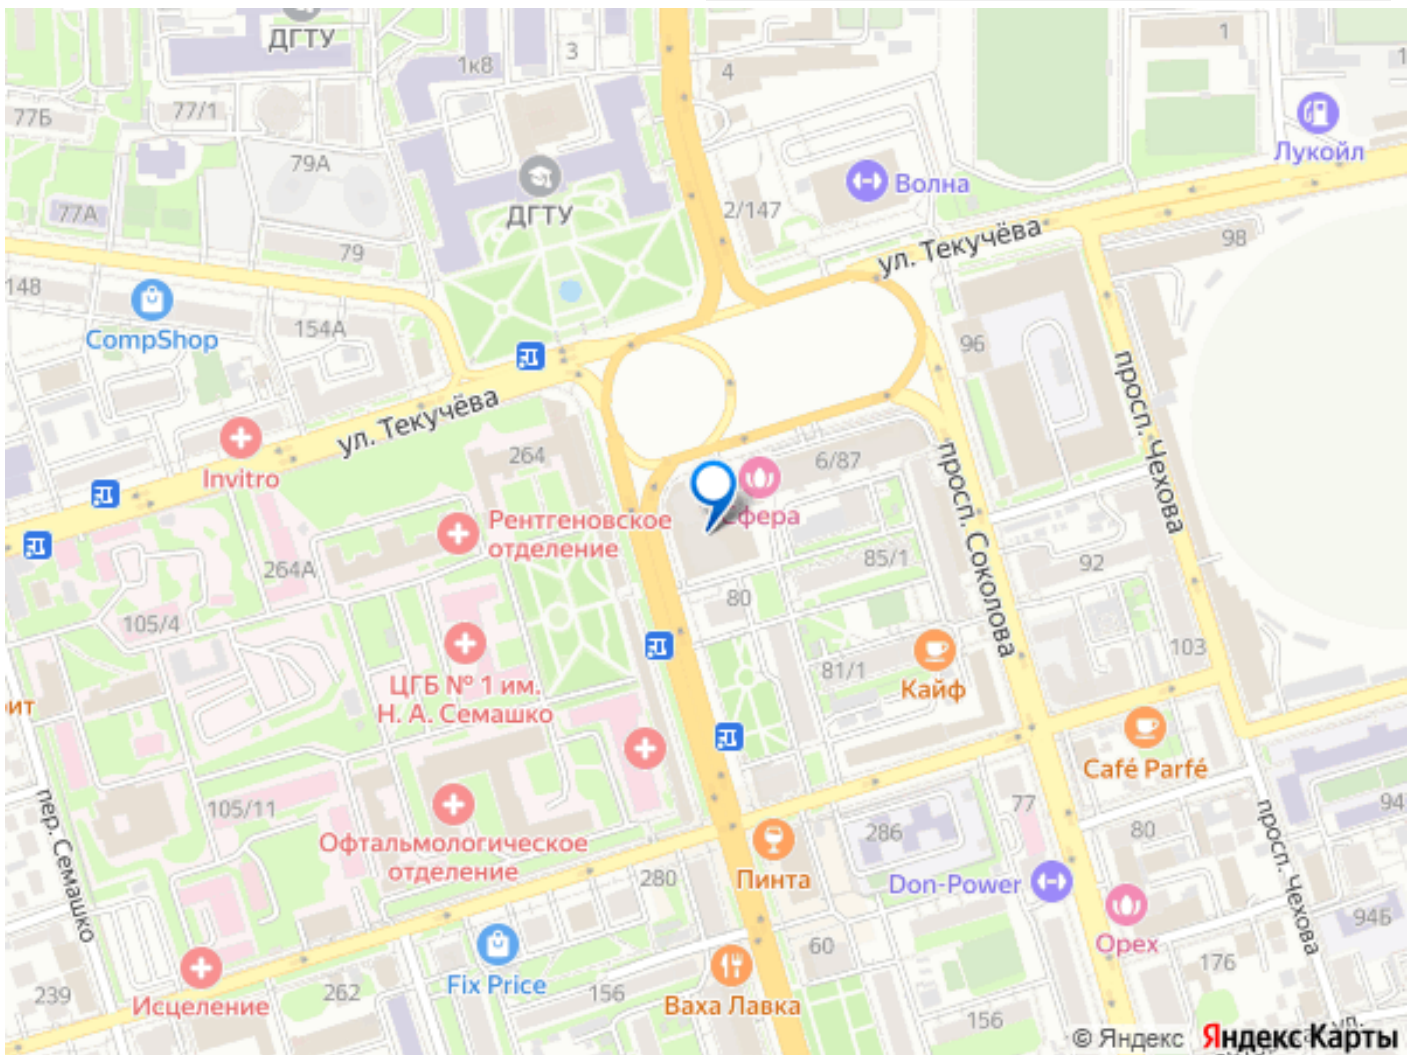 ДГТУ
1к8
3
4
1
1
77Б
77/1
79А
Лукойл
ДГТУ
Волна
77А
2/147
ул. Текучёва
98
79
148
CompShop
154А
96
просп. Чехова
ул. Текучёва
264
6/87
Invitro
Сфера
просп. Соколова
Рентгеновское
отделение
264А
85/1
92
105/4
80
103
81/1
Кайф
ЦГБ № 1 им.
Н. А. Семашко
ит
Café Parfé
пер. Семашко
105/11
77
94
286
80
просп. Чехова
Офтальмологическое
отделение
280
Пинта
Don-Power
94Б
60
Орех
176
Fix Price
239
Исцеление
262
156
Ваха Лавка
156
ул.
© Яндекс Яндекс Карты